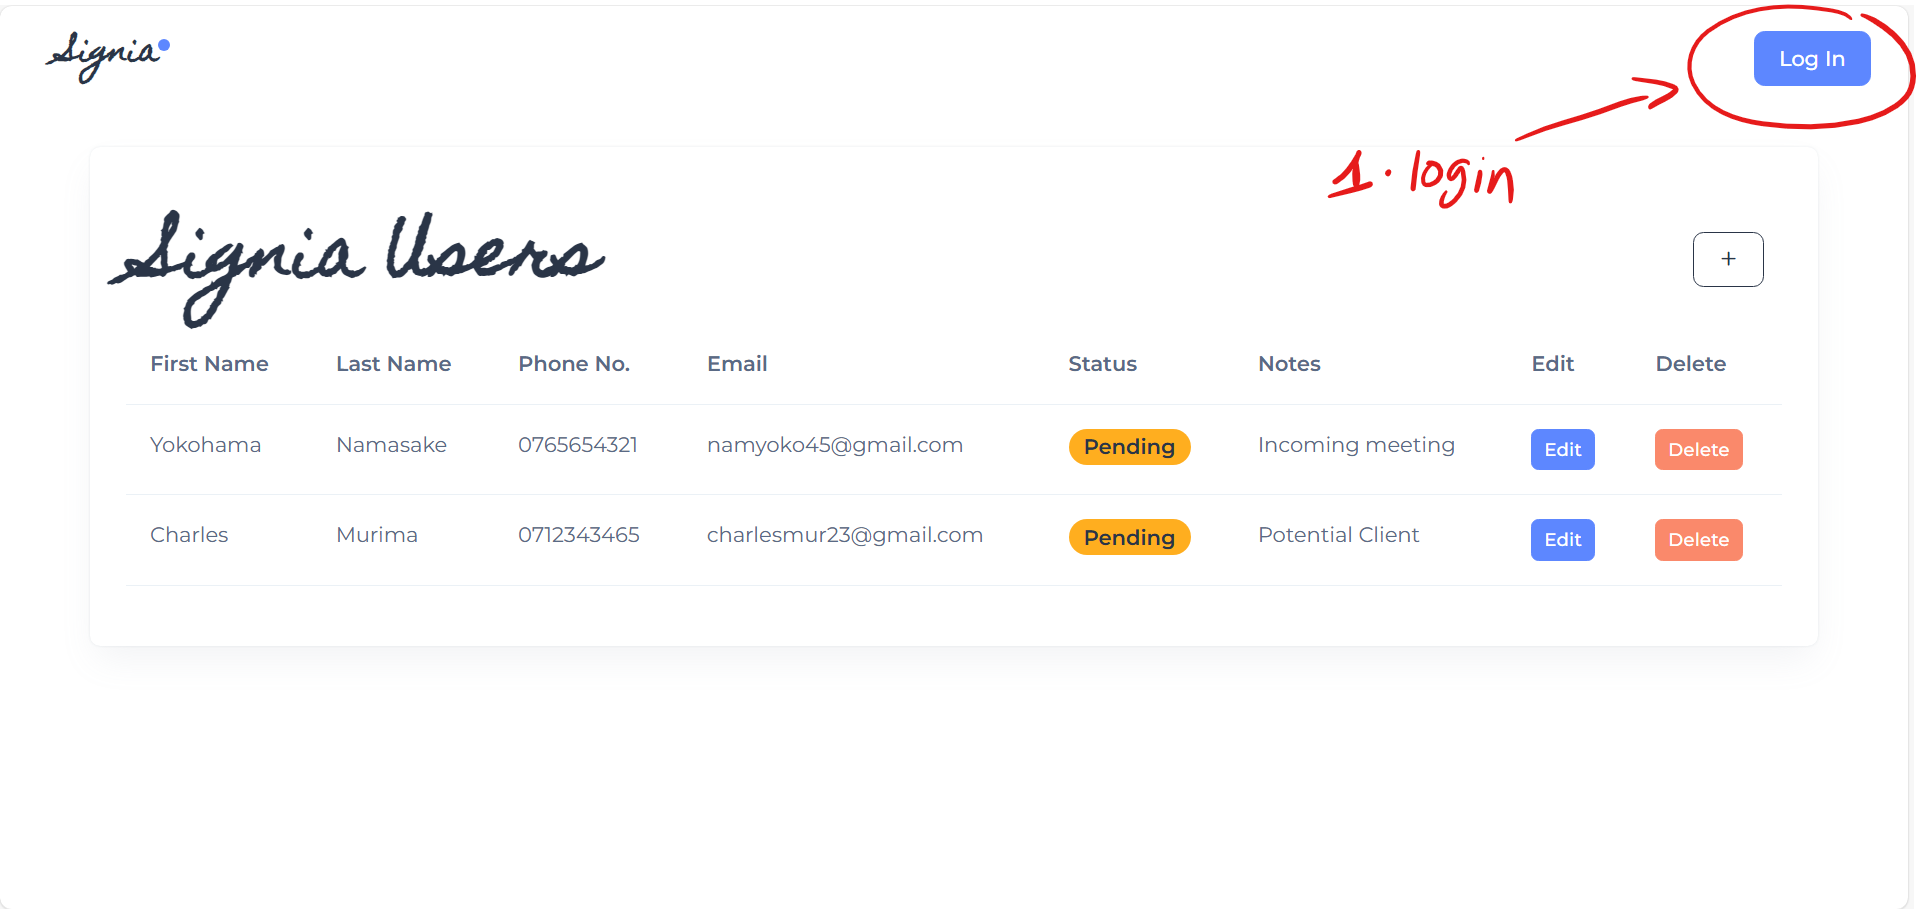 Signia
Log In
1. login
Signia Users
+
First Name Last Name Phone No. Email Status Notes Edit Delete
Yokohama Namasake 0765654321 namyoko45@gmail.com Pending Incoming meeting Edit Delete
Charles Murima 0712343465 charlesmur23@gmail.com Pending Potential Client Edit Delete